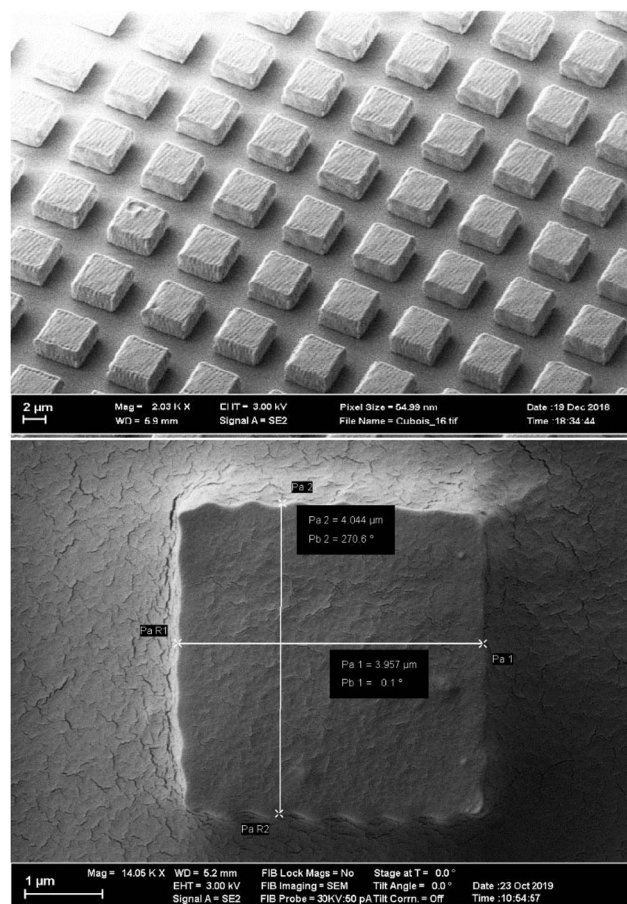 2 µm
Mag = 2.03 K X EHT = 3.00 kV Pixel Size = 54.99 nm Date :19 Dec 2018
WD = 5.9 mm Signal A = SE2 File Name = Cubois_16.tif Time :18:34:44
Pa 2
Pa 2 = 4.044 µm
Pb 2 = 270.6 °
Pa R1
Pa 1
Pa 1 = 3.957 µm
Pb 1 = 0.1 °
Pa R2
1 µm
Mag = 14.05 K X WD = 5.2 mm FIB Lock Mags = No Stage at T = 0.0 °
EHT = 3.00 kV FIB Imaging = SEM Tilt Angle = 0.0 ° Date :23 Oct 2019
Signal A = SE2 FIB Probe = 30KV:50 pA Tilt Corrn. = Off Time :10:54:57